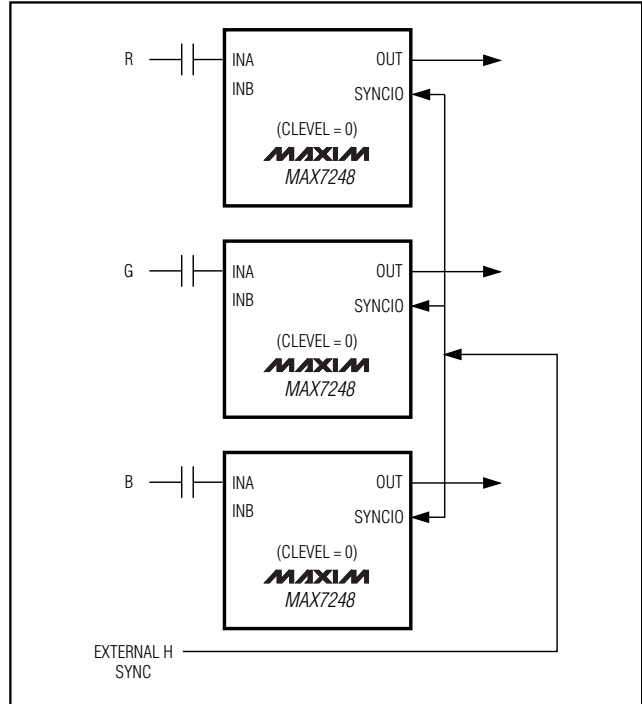 R
INA
OUT
INB
SYNCIO
(CLEVEL = 0)
MAXIM
MAX7248
G
INA
OUT
INB
SYNCIO
(CLEVEL = 0)
MAXIM
MAX7248
B
INA
OUT
INB
SYNCIO
(CLEVEL = 0)
MAXIM
MAX7248
EXTERNAL H
SYNC